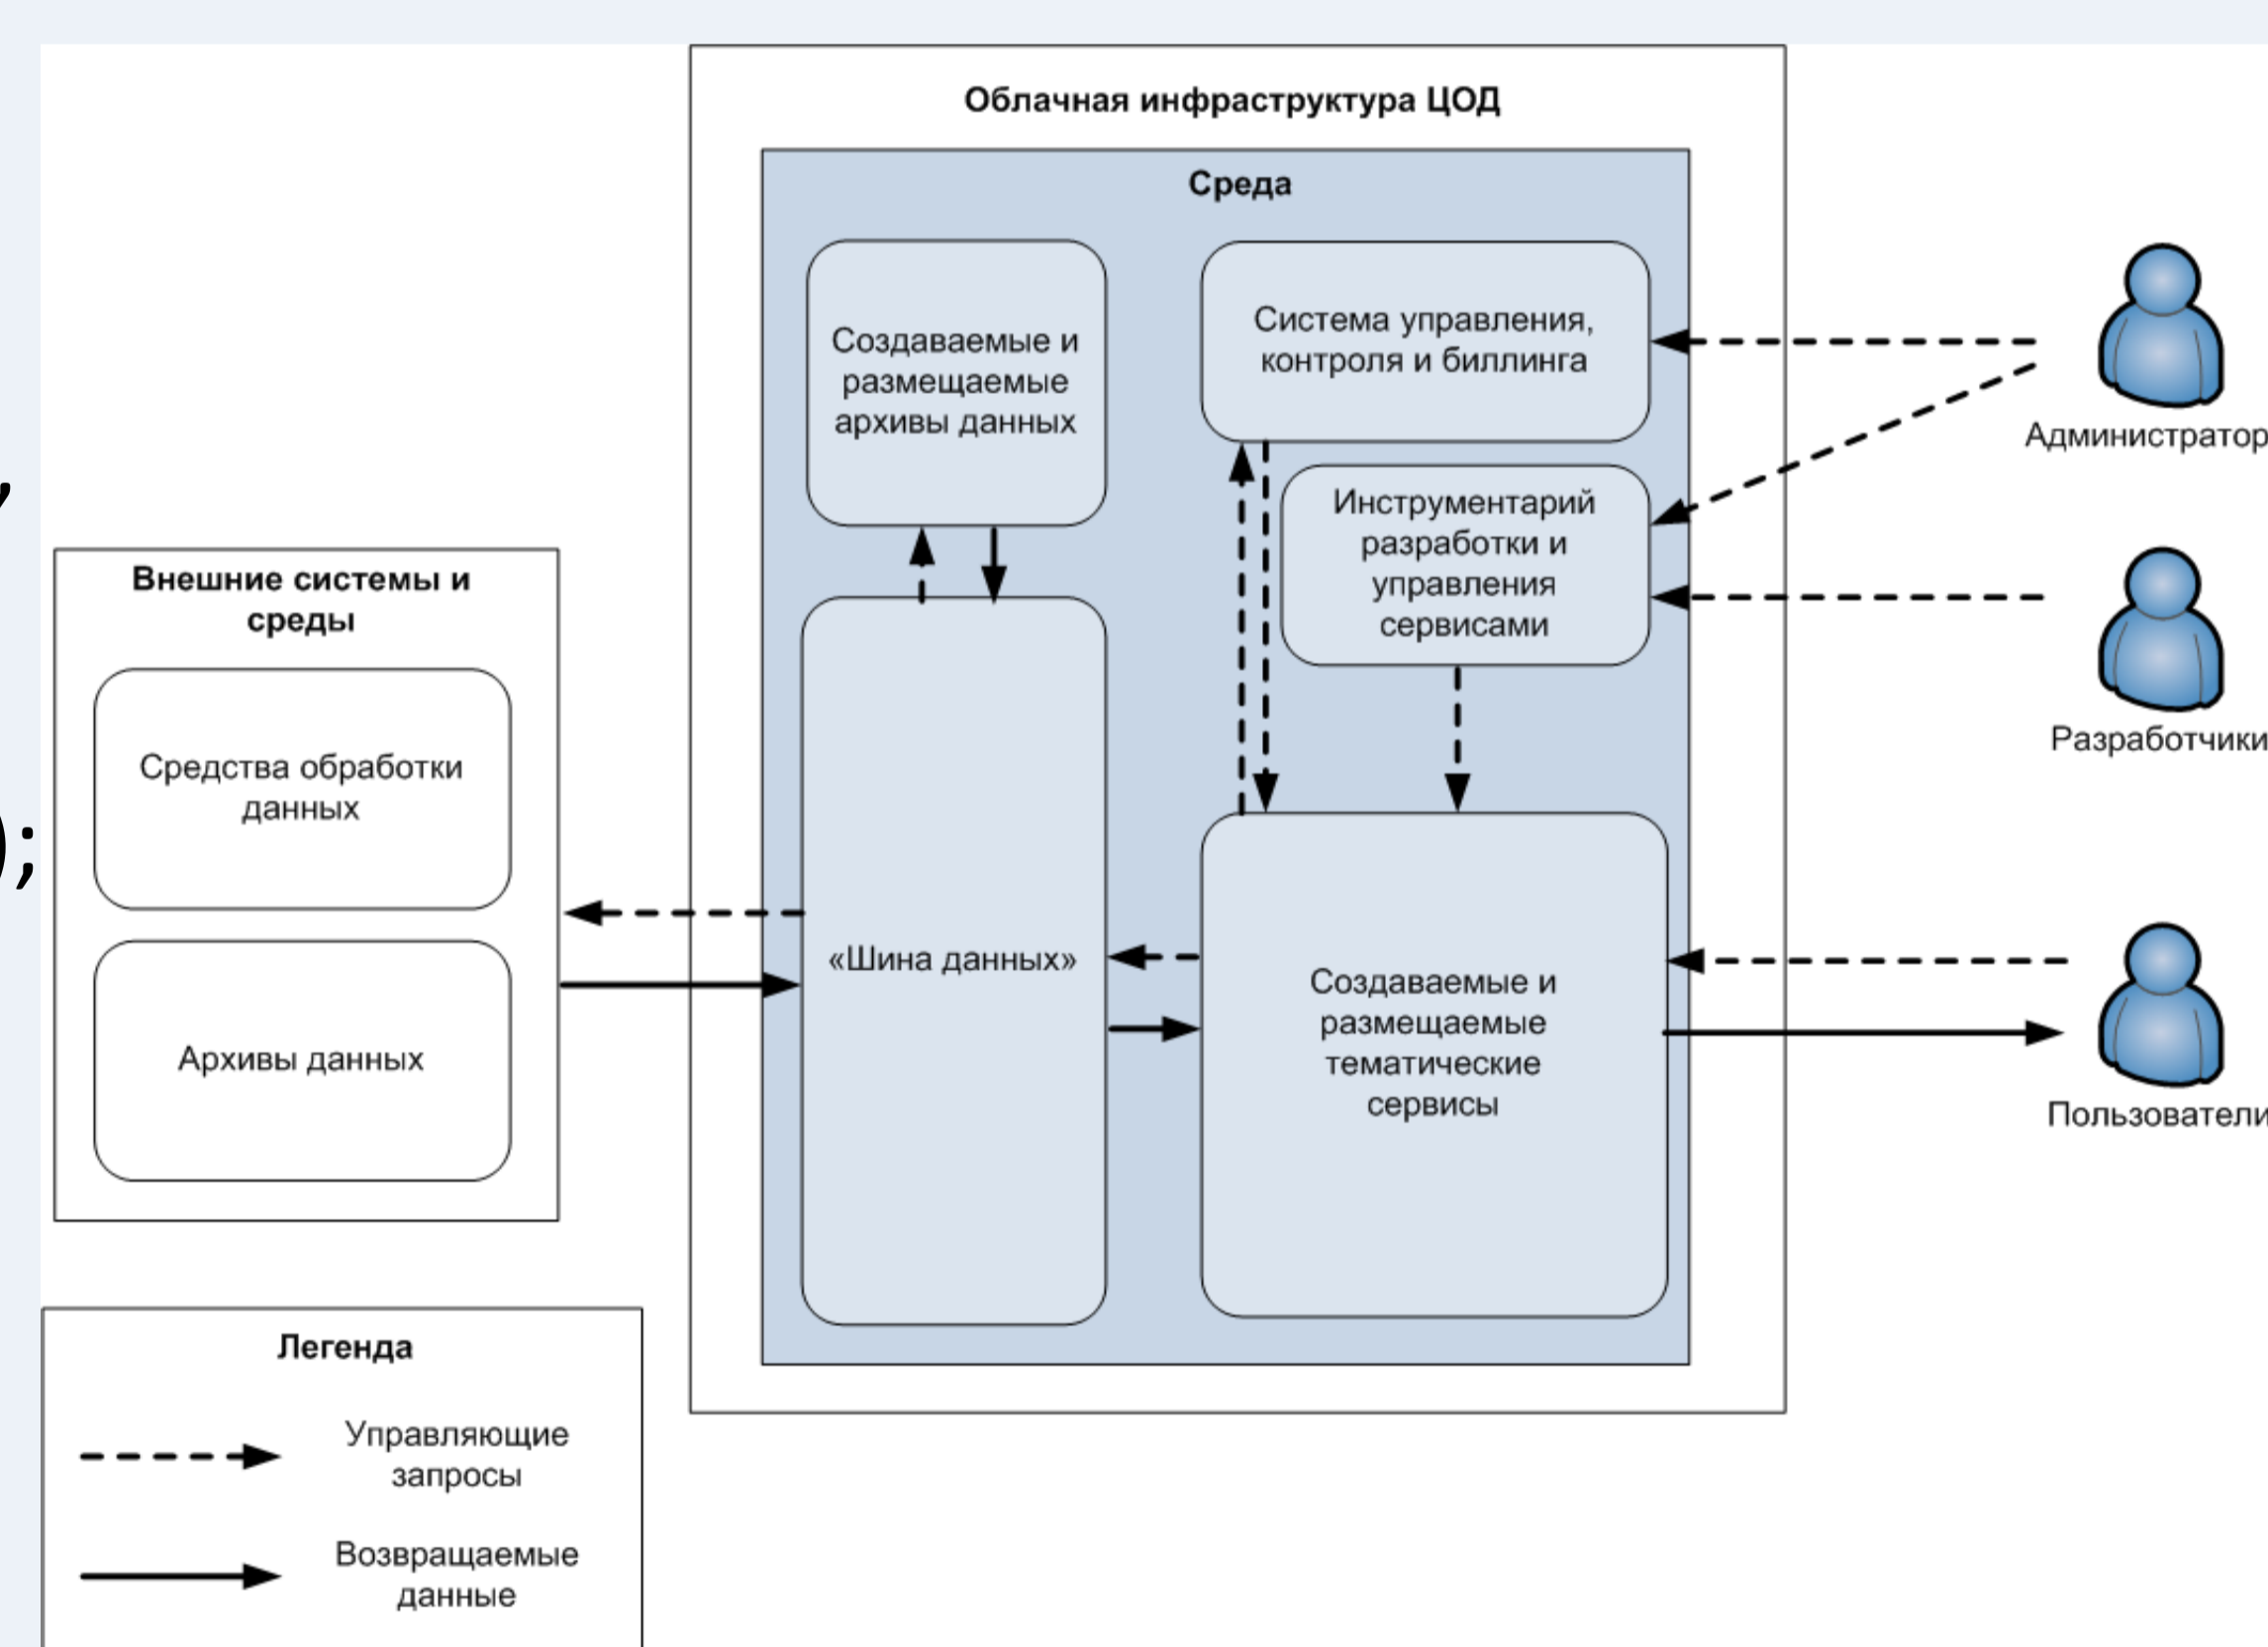 Облачная инфраструктура ЦОД
Среда
Создаваемые и
размещаемые
архивы данных
Система управления,
контроля и биллинга
Администратор
Инструментарий
разработки и
управления
сервисами
Разработчики
,
);
Внешние системы и
среды
Средства обработки
данных
Архивы данных
«Шина данных»
Создаваемые и
размещаемые
тематические
сервисы
Пользователи
Легенда
Управляющие
запросы
Возвращаемые
данные